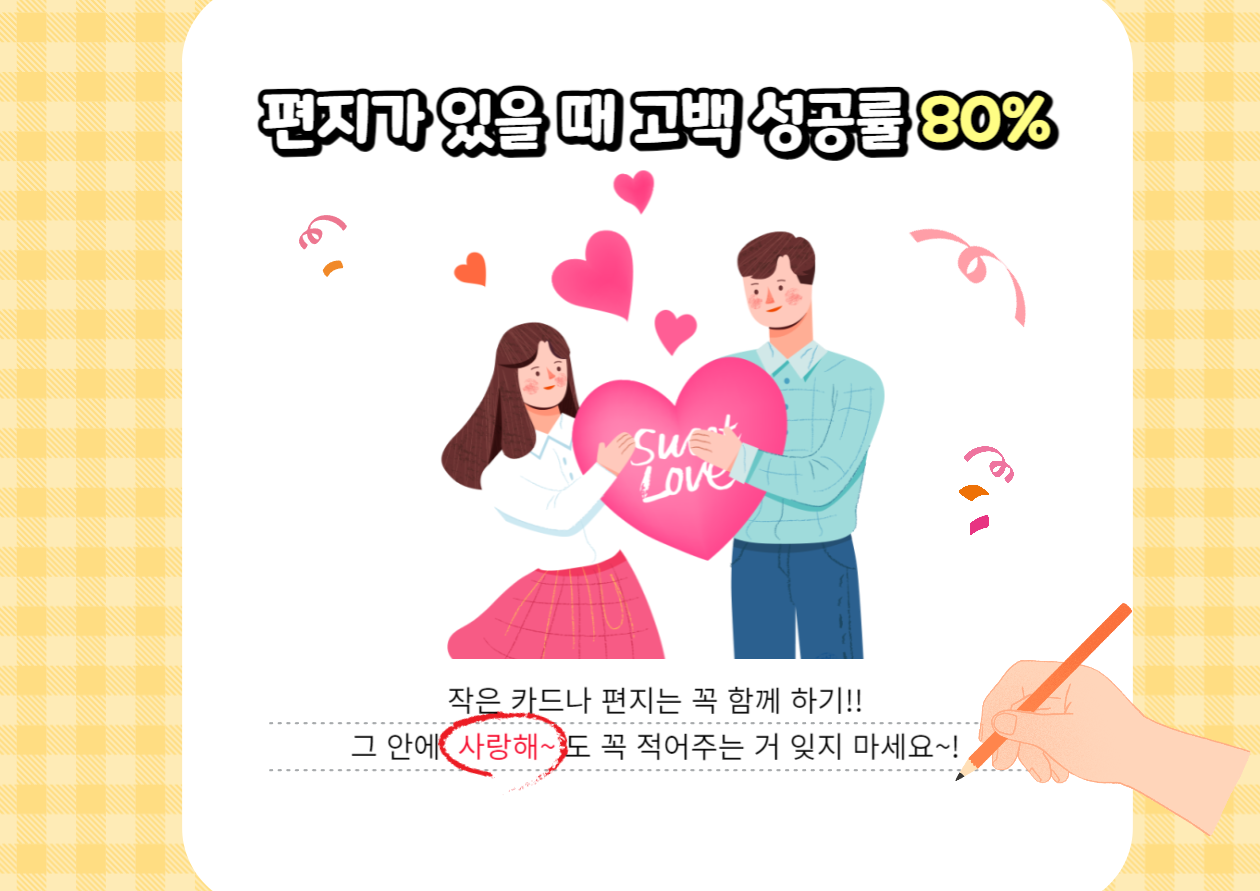 편지가 있을 때 고백 성공률 80%
Sweet
Love
작은 카드나 편지는 꼭 함께 하기!!
그 안에 사랑해~ 도 꼭 적어주는 거 잊지 마세요~!